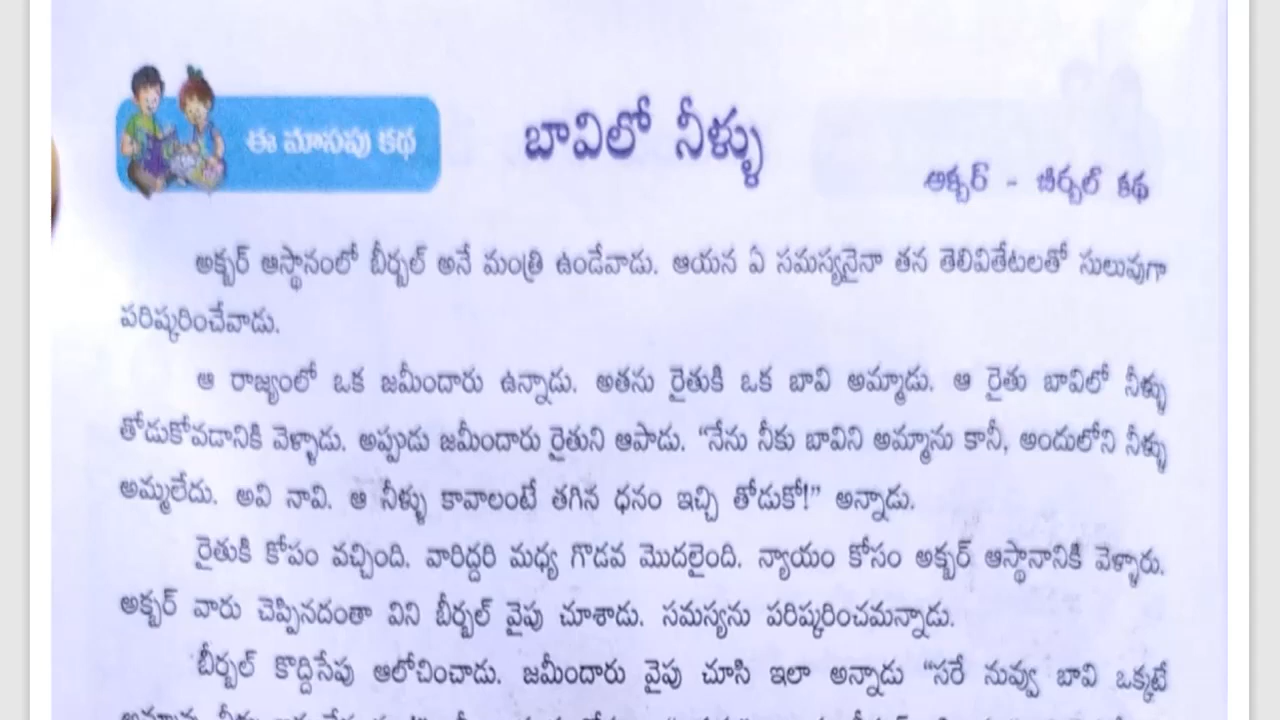 ఈ మాసపు కథ
బావిలో నీళ్ళు
అక్బర్ - బీర్బల్ కథ
అక్బర్ ఆస్థానంలో బీర్బల్ అనే మంత్రి ఉండేవాడు. ఆయన ఏ సమస్యనైనా తన తెలివితేటలతో సులువుగా
పరిష్కరించేవాడు.
ఆ రాజ్యంలో ఒక జమీందారు ఉన్నాడు. అతను రైతుకి ఒక బావి అమ్మాడు. ఆ రైతు బావిలో నీళ్ళు
తోడుకోవడానికి వెళ్ళాడు. అప్పుడు జమీందారు రైతుని ఆపాడు. “నేను నీకు బావిని అమ్మాను కానీ, అందులోని నీళ్ళు
అమ్మలేదు. అవి నావి. ఆ నీళ్ళు కావాలంటే తగిన ధనం ఇచ్చి తోడుకో!” అన్నాడు.
రైతుకి కోపం వచ్చింది. వారిద్దరి మధ్య గొడవ మొదలైంది. న్యాయం కోసం అక్బర్ ఆస్థానానికి వెళ్ళారు.
అక్బర్ వారు చెప్పినదంతా విని బీర్బల్ వైపు చూశాడు. సమస్యను పరిష్కరించమన్నాడు.
బీర్బల్ కొద్దిసేపు ఆలోచించాడు. జమీందారు వైపు చూసి ఇలా అన్నాడు “సరే నువ్వు బావి ఒక్కటే